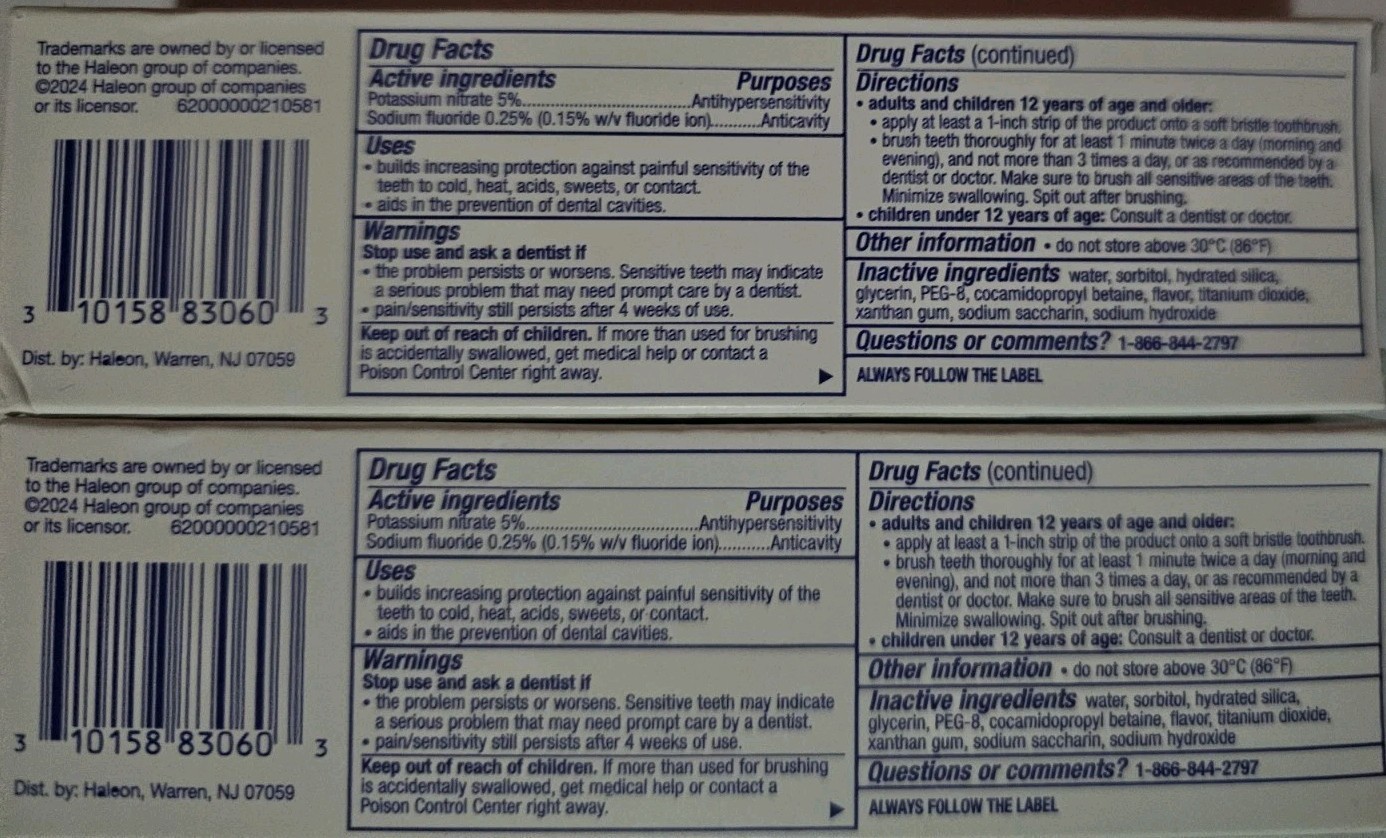 Trademarks are owned by or licensed
to the Haleon group of companies.
©2024 Haleon group of companies
or its licensor. 62000000210581
3 10158 83060 3
Dist. by: Haleon, Warren, NJ 07059
Drug Facts
Active ingredients Purposes
Potassium nitrate 5%....................................Antihypersensitivity
Sodium fluoride 0.25% (0.15% w/v fluoride ion)...........Anticavity
Uses
• builds increasing protection against painful sensitivity of the
teeth to cold, heat, acids, sweets, or contact.
• aids in the prevention of dental cavities.
Warnings
Stop use and ask a dentist if
• the problem persists or worsens. Sensitive teeth may indicate
a serious problem that may need prompt care by a dentist.
• pain/sensitivity still persists after 4 weeks of use.
Keep out of reach of children. If more than used for brushing
is accidentally swallowed, get medical help or contact a
Poison Control Center right away.
Drug Facts (continued)
Directions
• adults and children 12 years of age and older:
• apply at least a 1-inch strip of the product onto a soft bristle toothbrush.
• brush teeth thoroughly for at least 1 minute twice a day (morning and
evening), and not more than 3 times a day, or as recommended by a
dentist or doctor. Make sure to brush all sensitive areas of the teeth.
Minimize swallowing. Spit out after brushing.
• children under 12 years of age: Consult a dentist or doctor.
Other information • do not store above 30°C (86°F)
Inactive ingredients water, sorbitol, hydrated silica,
glycerin, PEG-8, cocamidopropyl betaine, flavor, titanium dioxide,
xanthan gum, sodium saccharin, sodium hydroxide
Questions or comments? 1-866-844-2797
ALWAYS FOLLOW THE LABEL
Trademarks are owned by or licensed
to the Haleon group of companies.
©2024 Haleon group of companies
or its licensor. 62000000210581
3 10158 83060 3
Dist. by: Haleon, Warren, NJ 07059
Drug Facts
Active ingredients Purposes
Potassium nitrate 5%....................................Antihypersensitivity
Sodium fluoride 0.25% (0.15% w/v fluoride ion)...........Anticavity
Uses
• builds increasing protection against painful sensitivity of the
teeth to cold, heat, acids, sweets, or contact.
• aids in the prevention of dental cavities.
Warnings
Stop use and ask a dentist if
• the problem persists or worsens. Sensitive teeth may indicate
a serious problem that may need prompt care by a dentist.
• pain/sensitivity still persists after 4 weeks of use.
Keep out of reach of children. If more than used for brushing
is accidentally swallowed, get medical help or contact a
Poison Control Center right away.
Drug Facts (continued)
Directions
• adults and children 12 years of age and older:
• apply at least a 1-inch strip of the product onto a soft bristle toothbrush.
• brush teeth thoroughly for at least 1 minute twice a day (morning and
evening), and not more than 3 times a day, or as recommended by a
dentist or doctor. Make sure to brush all sensitive areas of the teeth.
Minimize swallowing. Spit out after brushing.
• children under 12 years of age: Consult a dentist or doctor.
Other information • do not store above 30°C (86°F)
Inactive ingredients water, sorbitol, hydrated silica,
glycerin, PEG-8, cocamidopropyl betaine, flavor, titanium dioxide,
xanthan gum, sodium saccharin, sodium hydroxide
Questions or comments? 1-866-844-2797
ALWAYS FOLLOW THE LABEL